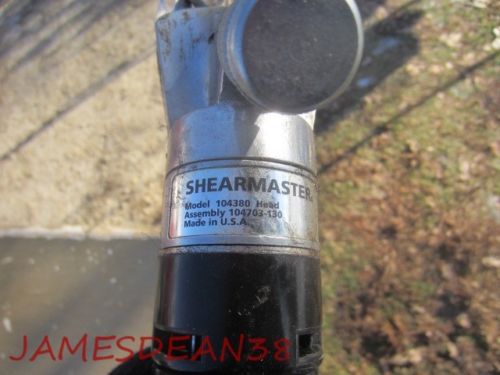 SHEARMASTER
Model 104380 Head
Assembly 104703-130
Made in U.S.A.
JAMESDEAN38